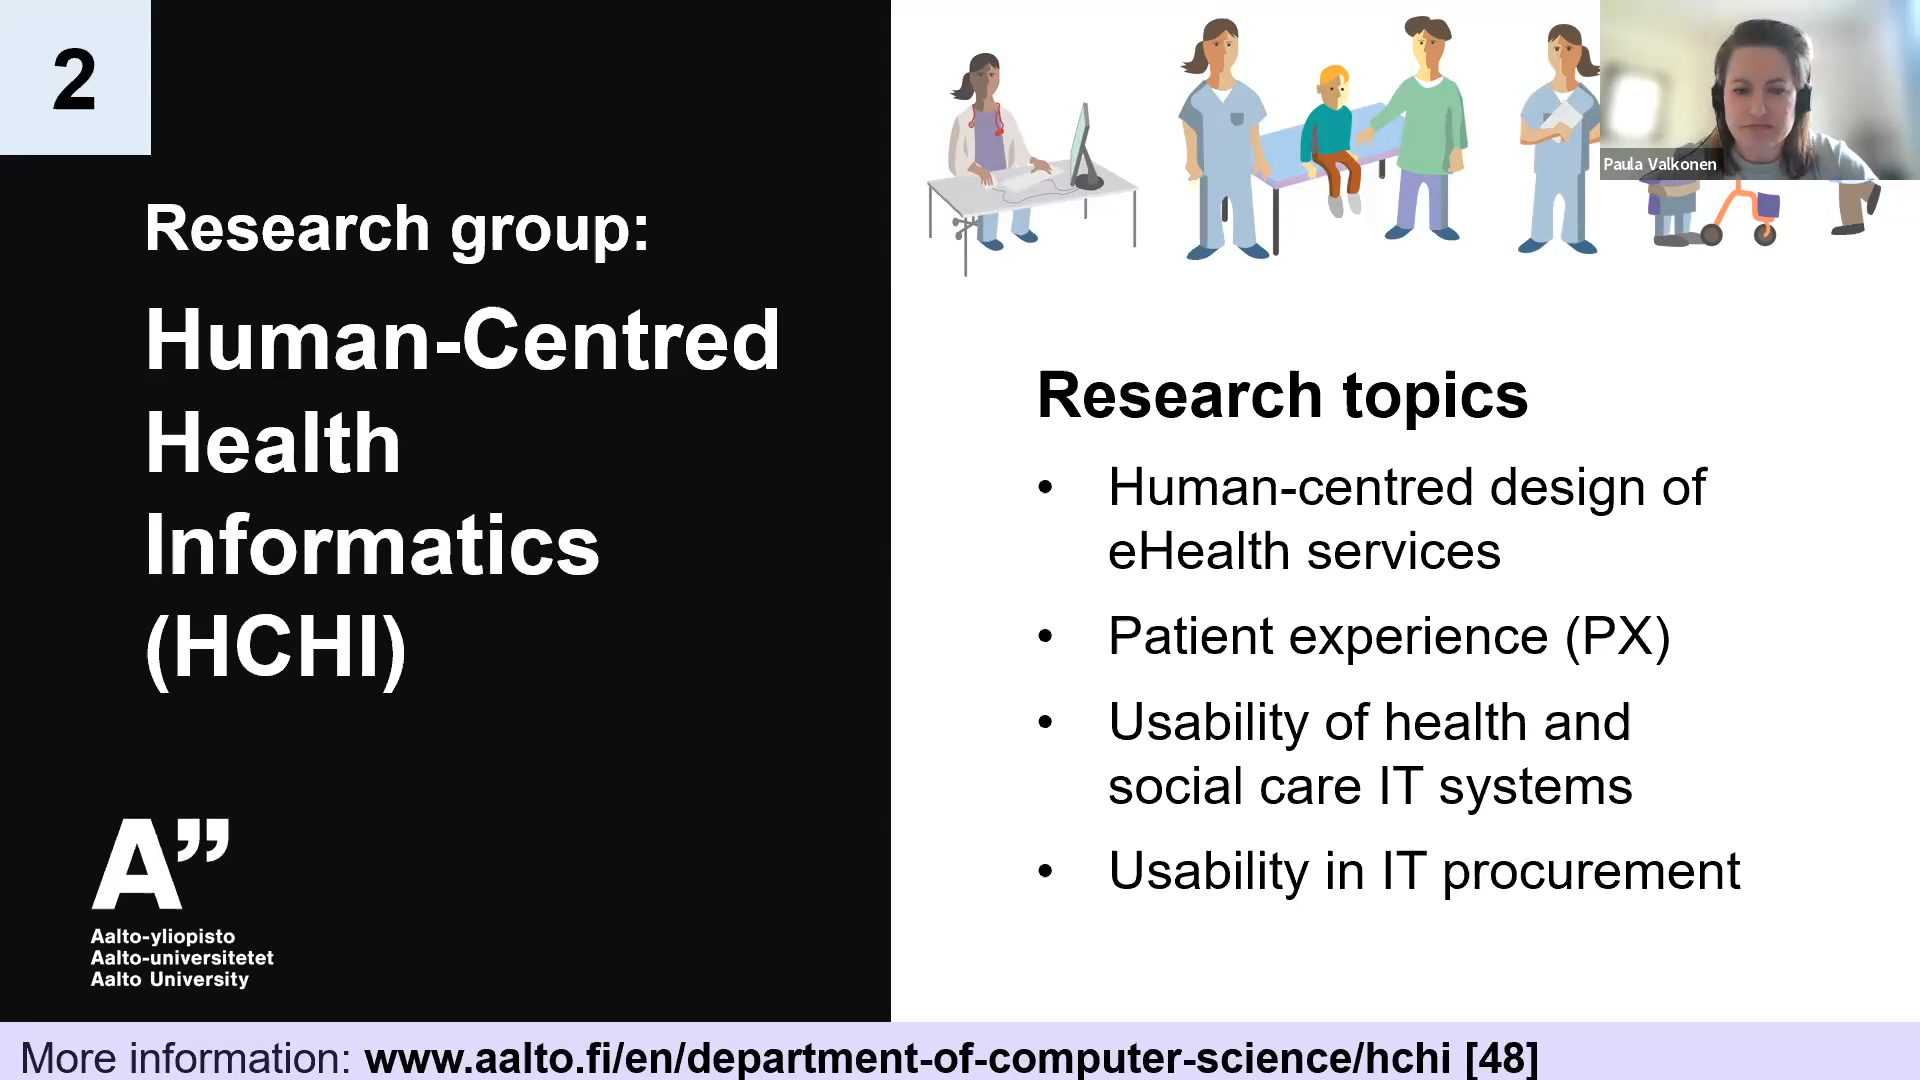 2
Research group:
Human-Centred
Health
Informatics
(HCHI)
Aalto-yliopisto
Aalto-universitetet
Aalto University
Paula Valkonen
Research topics
• Human-centred design of
eHealth services
• Patient experience (PX)
• Usability of health and
social care IT systems
• Usability in IT procurement
More information: www.aalto.fi/en/department-of-computer-science/hchi [48]